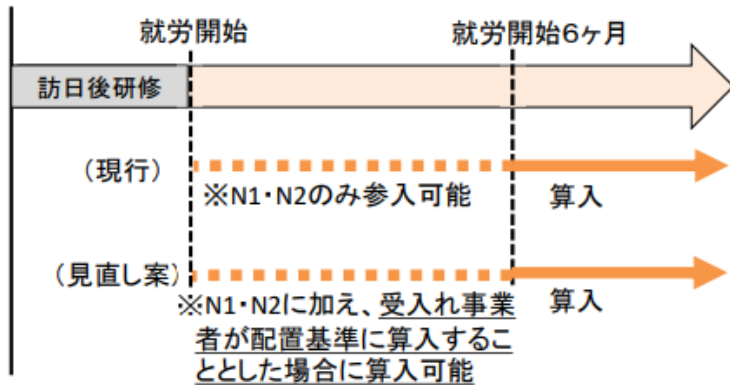 就労開始
就労開始6ヶ月
訪日後研修
(現行)
※N1・N2のみ参入可能
算入
(見直し案)
※N1・N2に加え、受入れ事業
者が配置基準に算入するこ
ととした場合に算入可能
算入